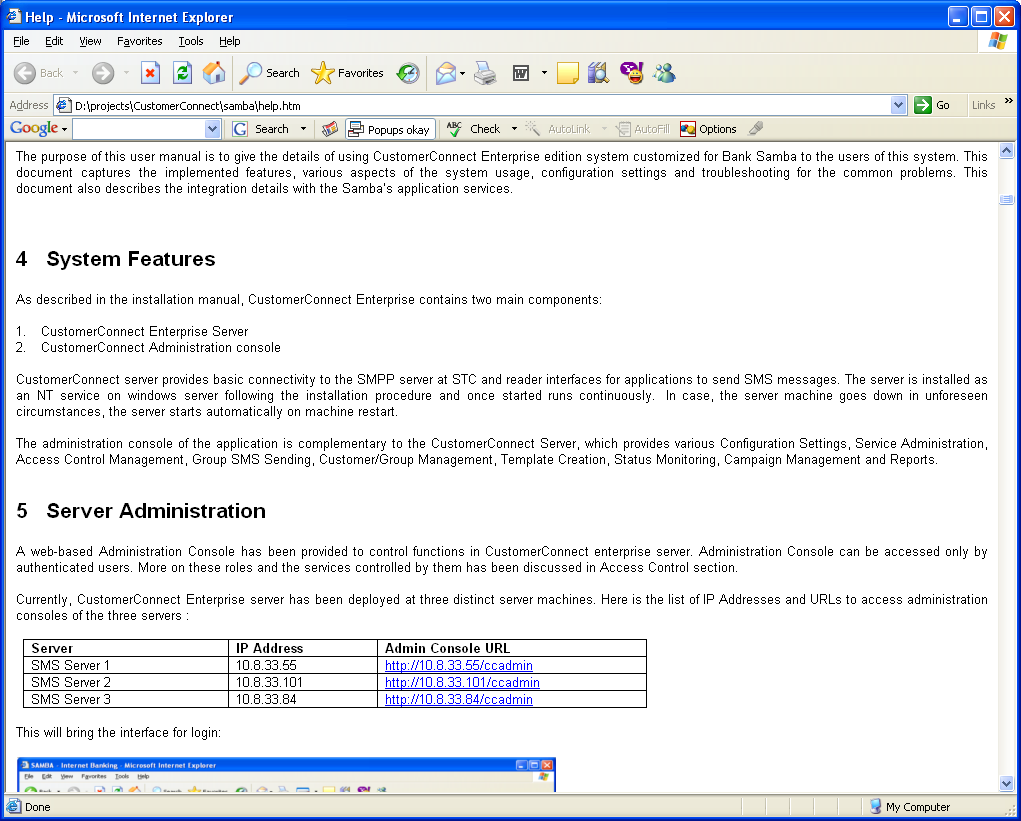 Help - Microsoft Internet Explorer
File Edit View Favorites Tools Help
Back Search Favorites
Address D:\projects\CustomerConnect\samba\help.htm Go Links »
Google Search Popups okay ABC Check AutoLink AutoFill Options
The purpose of this user manual is to give the details of using CustomerConnect Enterprise edition system customized for Bank Samba to the users of this system. This
document captures the implemented features, various aspects of the system usage, configuration settings and troubleshooting for the common problems. This
document also describes the integration details with the Samba's application services.
4 System Features
As described in the installation manual, CustomerConnect Enterprise contains two main components:
1. CustomerConnect Enterprise Server
2. CustomerConnect Administration console
CustomerConnect server provides basic connectivity to the SMPP server at STC and reader interfaces for applications to send SMS messages. The server is installed as
an NT service on windows server following the installation procedure and once started runs continuously. In case, the server machine goes down in unforeseen
circumstances, the server starts automatically on machine restart.
The administration console of the application is complementary to the CustomerConnect Server, which provides various Configuration Settings, Service Administration,
Access Control Management, Group SMS Sending, Customer/Group Management, Template Creation, Status Monitoring, Campaign Management and Reports.
5 Server Administration
A web-based Administration Console has been provided to control functions in CustomerConnect enterprise server. Administration Console can be accessed only by
authenticated users. More on these roles and the services controlled by them has been discussed in Access Control section.
Currently, CustomerConnect Enterprise server has been deployed at three distinct server machines. Here is the list of IP Addresses and URLs to access administration
consoles of the three servers :
Server IP Address Admin Console URL
SMS Server 1 10.8.33.55 http://10.8.33.55/ccadmin
SMS Server 2 10.8.33.101 http://10.8.33.101/ccadmin
SMS Server 3 10.8.33.84 http://10.8.33.84/ccadmin
This will bring the interface for login:
SAMBA - Internet Banking - Microsoft Internet Explorer
File Edit View Favorites Tools Help
Done My Computer